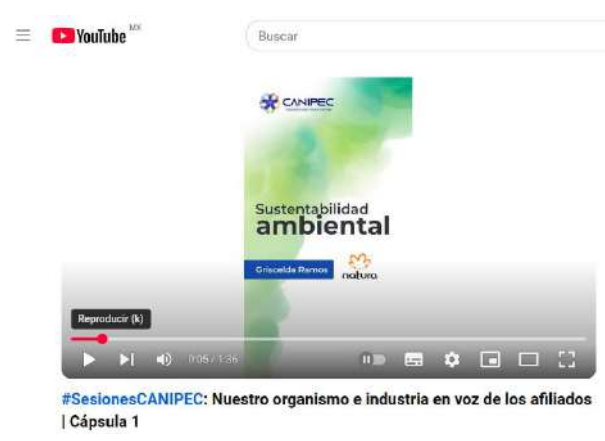 YouTube MX
Buscar
CANIPEC
Sustentabilidad
ambiental
Griscelda Ramos
natura
Reproducir (k)
0:05 / 1:36
#SesionesCANIPEC: Nuestro organismo e industria en voz de los afiliados
| Cápsula 1